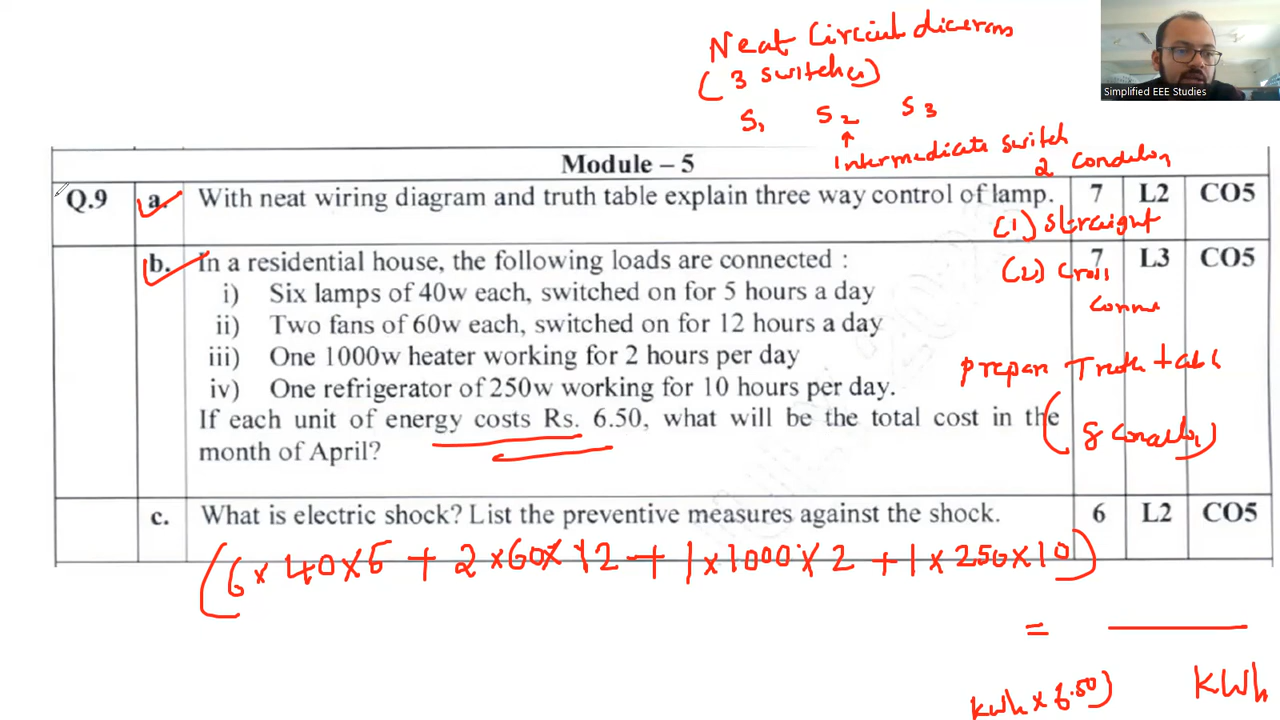 Neat Circuit
(3 switches)
S1 S2 S3
Intermediate switch
2
Simplified EEE Studies
Module – 5
Q.9 a. With neat wiring diagram and truth table explain three way control of lamp. 7 L2 CO5
(1) straight
b. In a residential house, the following loads are connected : 7 L3 CO5
(2) Cross
i) Six lamps of 40w each, switched on for 5 hours a day
ii) Two fans of 60w each, switched on for 12 hours a day
iii) One 1000w heater working for 2 hours per day
iv) One refrigerator of 250w working for 10 hours per day.
If each unit of energy costs Rs. 6.50, what will be the total cost in the
month of April?
8
c. What is electric shock? List the preventive measures against the shock. 6 L2 CO5
(6 × 40 × 5 + 2 × 60 × 12 + 1 × 1000 × 2 + 1 × 250 × 10)
=
kWh
kWh × 6.50)